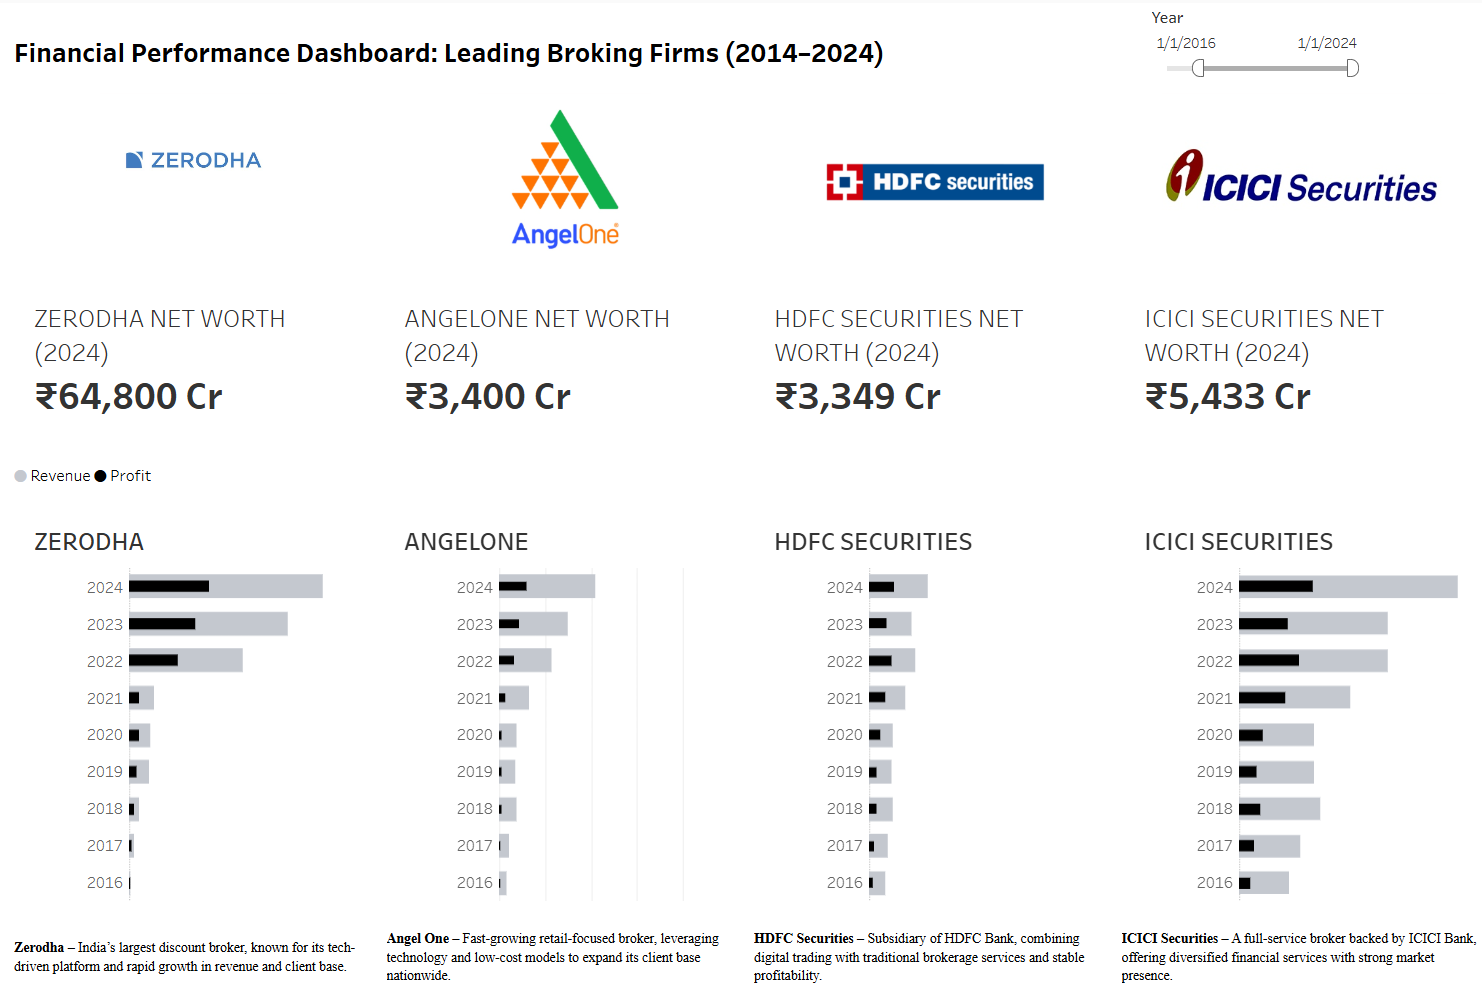 Year
1/1/2016 1/1/2024
Financial Performance Dashboard: Leading Broking Firms (2014–2024)
ZERODHA
AngelOne
HDFC securities
ICICI Securities
ZERODHA NET WORTH
(2024)
₹64,800 Cr
ANGELONE NET WORTH
(2024)
₹3,400 Cr
HDFC SECURITIES NET
WORTH (2024)
₹3,349 Cr
ICICI SECURITIES NET
WORTH (2024)
₹5,433 Cr
Revenue Profit
ZERODHA
2024
2023
2022
2021
2020
2019
2018
2017
2016
ANGELONE
2024
2023
2022
2021
2020
2019
2018
2017
2016
HDFC SECURITIES
2024
2023
2022
2021
2020
2019
2018
2017
2016
ICICI SECURITIES
2024
2023
2022
2021
2020
2019
2018
2017
2016
Zerodha – India’s largest discount broker, known for its tech-
driven platform and rapid growth in revenue and client base.
Angel One – Fast-growing retail-focused broker, leveraging
technology and low-cost models to expand its client base
nationwide.
HDFC Securities – Subsidiary of HDFC Bank, combining
digital trading with traditional brokerage services and stable
profitability.
ICICI Securities – A full-service broker backed by ICICI Bank,
offering diversified financial services with strong market
presence.